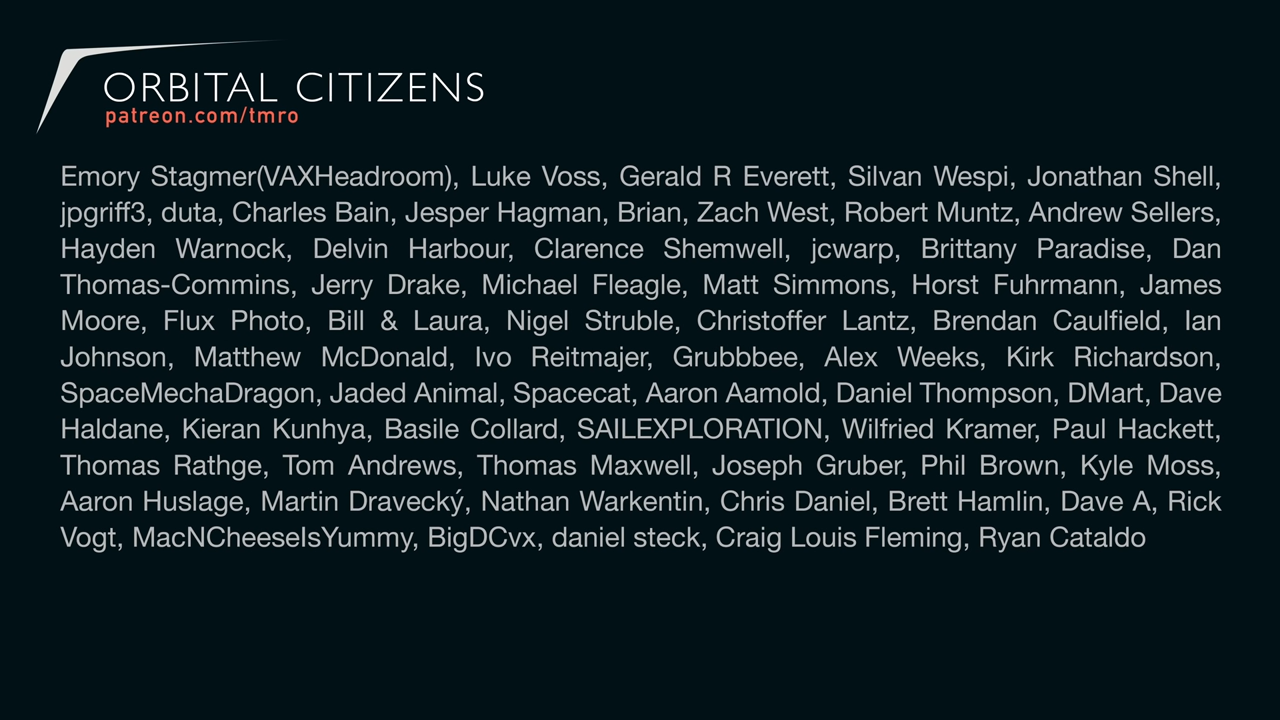 ORBITAL CITIZENS
patreon.com/tmro
Emory Stagmer(VAXHeadroom), Luke Voss, Gerald R Everett, Silvan Wespi, Jonathan Shell,
jpgriff3, duta, Charles Bain, Jesper Hagman, Brian, Zach West, Robert Muntz, Andrew Sellers,
Hayden Warnock, Delvin Harbour, Clarence Shemwell, jcwarp, Brittany Paradise, Dan
Thomas-Commins, Jerry Drake, Michael Fleagle, Matt Simmons, Horst Fuhrmann, James
Moore, Flux Photo, Bill & Laura, Nigel Struble, Christoffer Lantz, Brendan Caulfield, Ian
Johnson, Matthew McDonald, Ivo Reitmajer, Grubbbee, Alex Weeks, Kirk Richardson,
SpaceMechaDragon, Jaded Animal, Spacecat, Aaron Aamold, Daniel Thompson, DMart, Dave
Haldane, Kieran Kunhya, Basile Collard, SAILEXPLORATION, Wilfried Kramer, Paul Hackett,
Thomas Rathge, Tom Andrews, Thomas Maxwell, Joseph Gruber, Phil Brown, Kyle Moss,
Aaron Huslage, Martin Dravecký, Nathan Warkentin, Chris Daniel, Brett Hamlin, Dave A, Rick
Vogt, MacNCheeseIsYummy, BigDCvx, daniel steck, Craig Louis Fleming, Ryan Cataldo